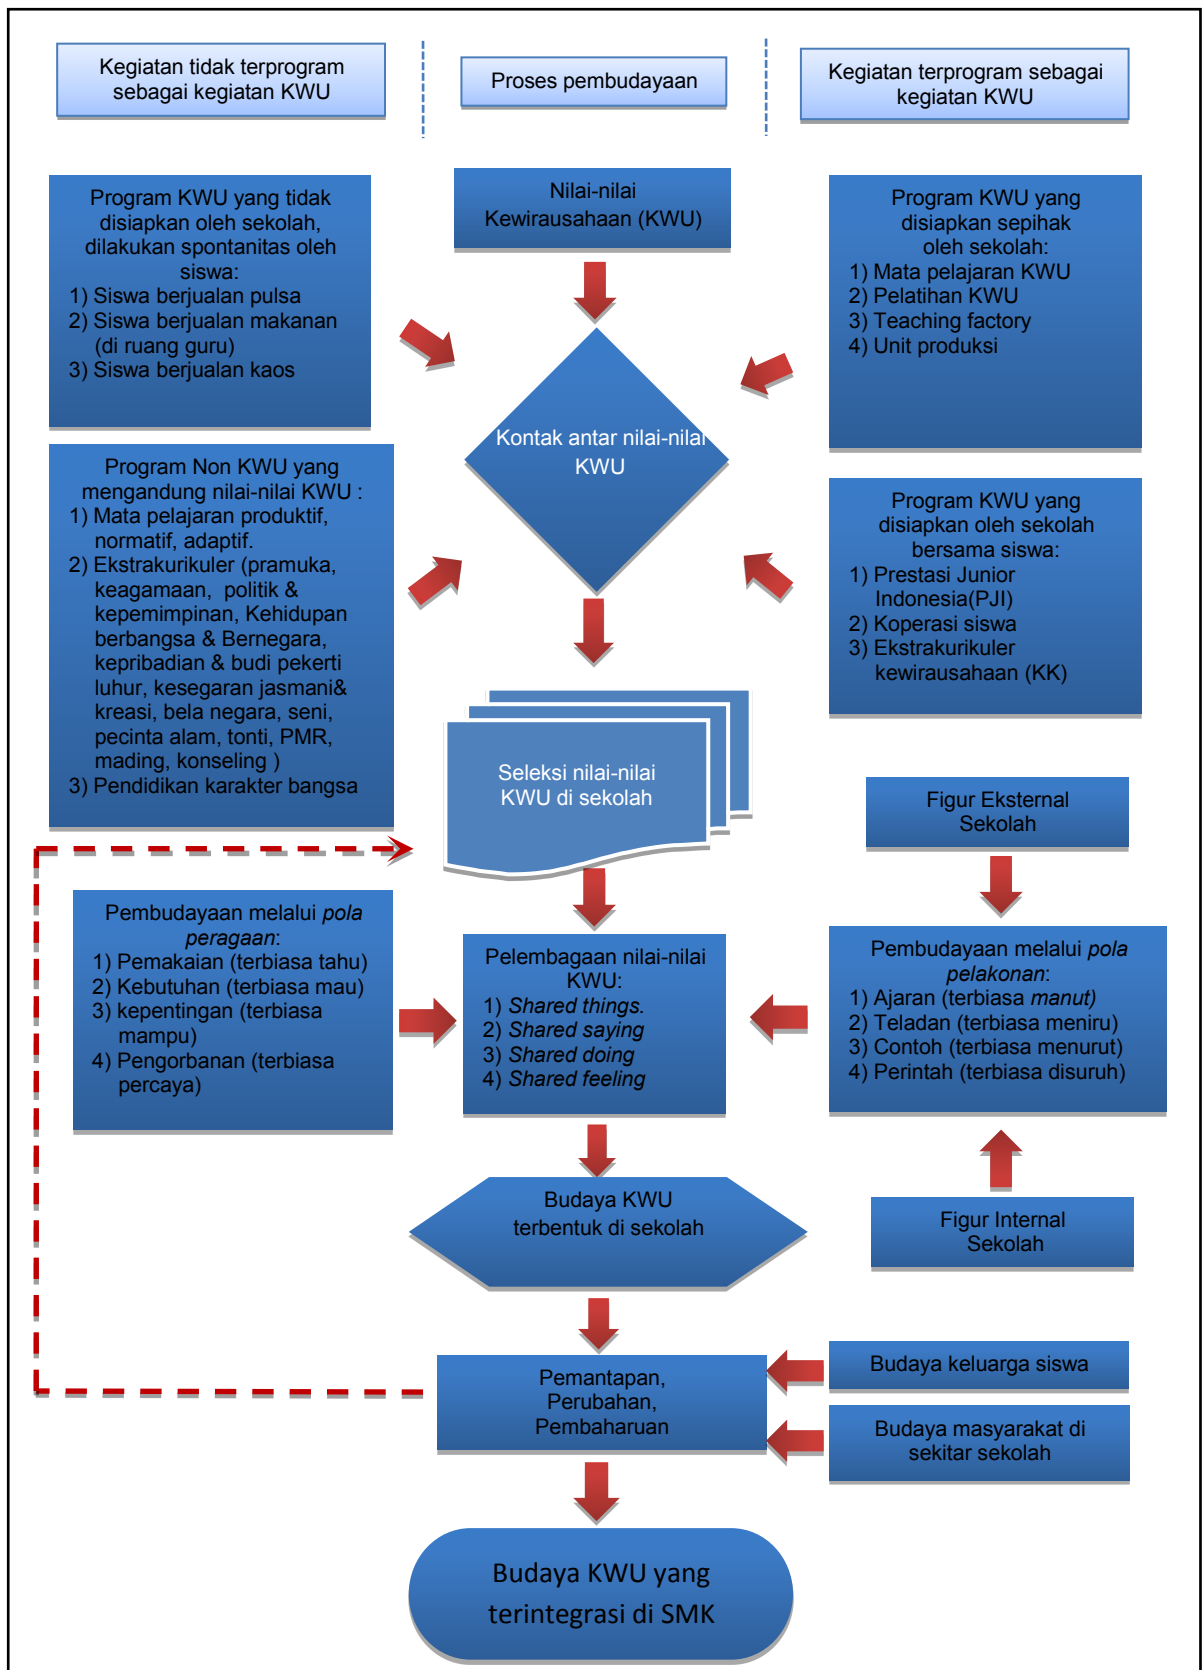 Kegiatan tidak terprogram
sebagai kegiatan KWU
Proses pembudayaan
Kegiatan terprogram sebagai
kegiatan KWU
Program KWU yang tidak
disiapkan oleh sekolah,
dilakukan spontanitas oleh
siswa:
1) Siswa berjualan pulsa
2) Siswa berjualan makanan
(di ruang guru)
3) Siswa berjualan kaos
Nilai-nilai
Kewirausahaan (KWU)
Program KWU yang
disiapkan sepihak
oleh sekolah:
1) Mata pelajaran KWU
2) Pelatihan KWU
3) Teaching factory
4) Unit produksi
Kontak antar nilai-nilai
KWU
Program Non KWU yang
mengandung nilai-nilai KWU :
1) Mata pelajaran produktif,
normatif, adaptif.
2) Ekstrakurikuler (pramuka,
keagamaan, politik &
kepemimpinan, Kehidupan
berbangsa & Bernegara,
kepribadian & budi pekerti
luhur, kesegaran jasmani&
kreasi, bela negara, seni,
pecinta alam, tonti, PMR,
mading, konseling )
3) Pendidikan karakter bangsa
Program KWU yang
disiapkan oleh sekolah
bersama siswa:
1) Prestasi Junior
Indonesia(PJI)
2) Koperasi siswa
3) Ekstrakurikuler
kewirausahaan (KK)
Seleksi nilai-nilai
KWU di sekolah
Figur Eksternal
Sekolah
Pembudayaan melalui pola
peragaan:
1) Pemakaian (terbiasa tahu)
2) Kebutuhan (terbiasa mau)
3) kepentingan (terbiasa
mampu)
4) Pengorbanan (terbiasa
percaya)
Pelembagaan nilai-nilai
KWU:
1) Shared things.
2) Shared saying
3) Shared doing
4) Shared feeling
Pembudayaan melalui pola
pelakonan:
1) Ajaran (terbiasa manut)
2) Teladan (terbiasa meniru)
3) Contoh (terbiasa menurut)
4) Perintah (terbiasa disuruh)
Budaya KWU
terbentuk di sekolah
Figur Internal
Sekolah
Pemantapan,
Perubahan,
Pembaharuan
Budaya keluarga siswa
Budaya masyarakat di
sekitar sekolah
Budaya KWU yang
terintegrasi di SMK